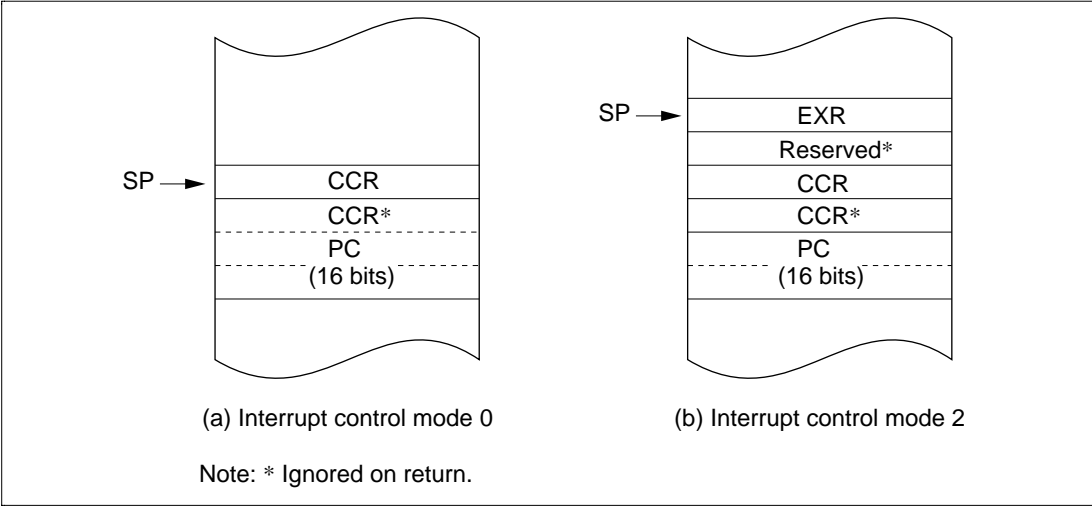 SP
CCR
CCR*
PC
(16 bits)
(a) Interrupt control mode 0
SP
EXR
Reserved*
CCR
CCR*
PC
(16 bits)
(b) Interrupt control mode 2
Note: * Ignored on return.